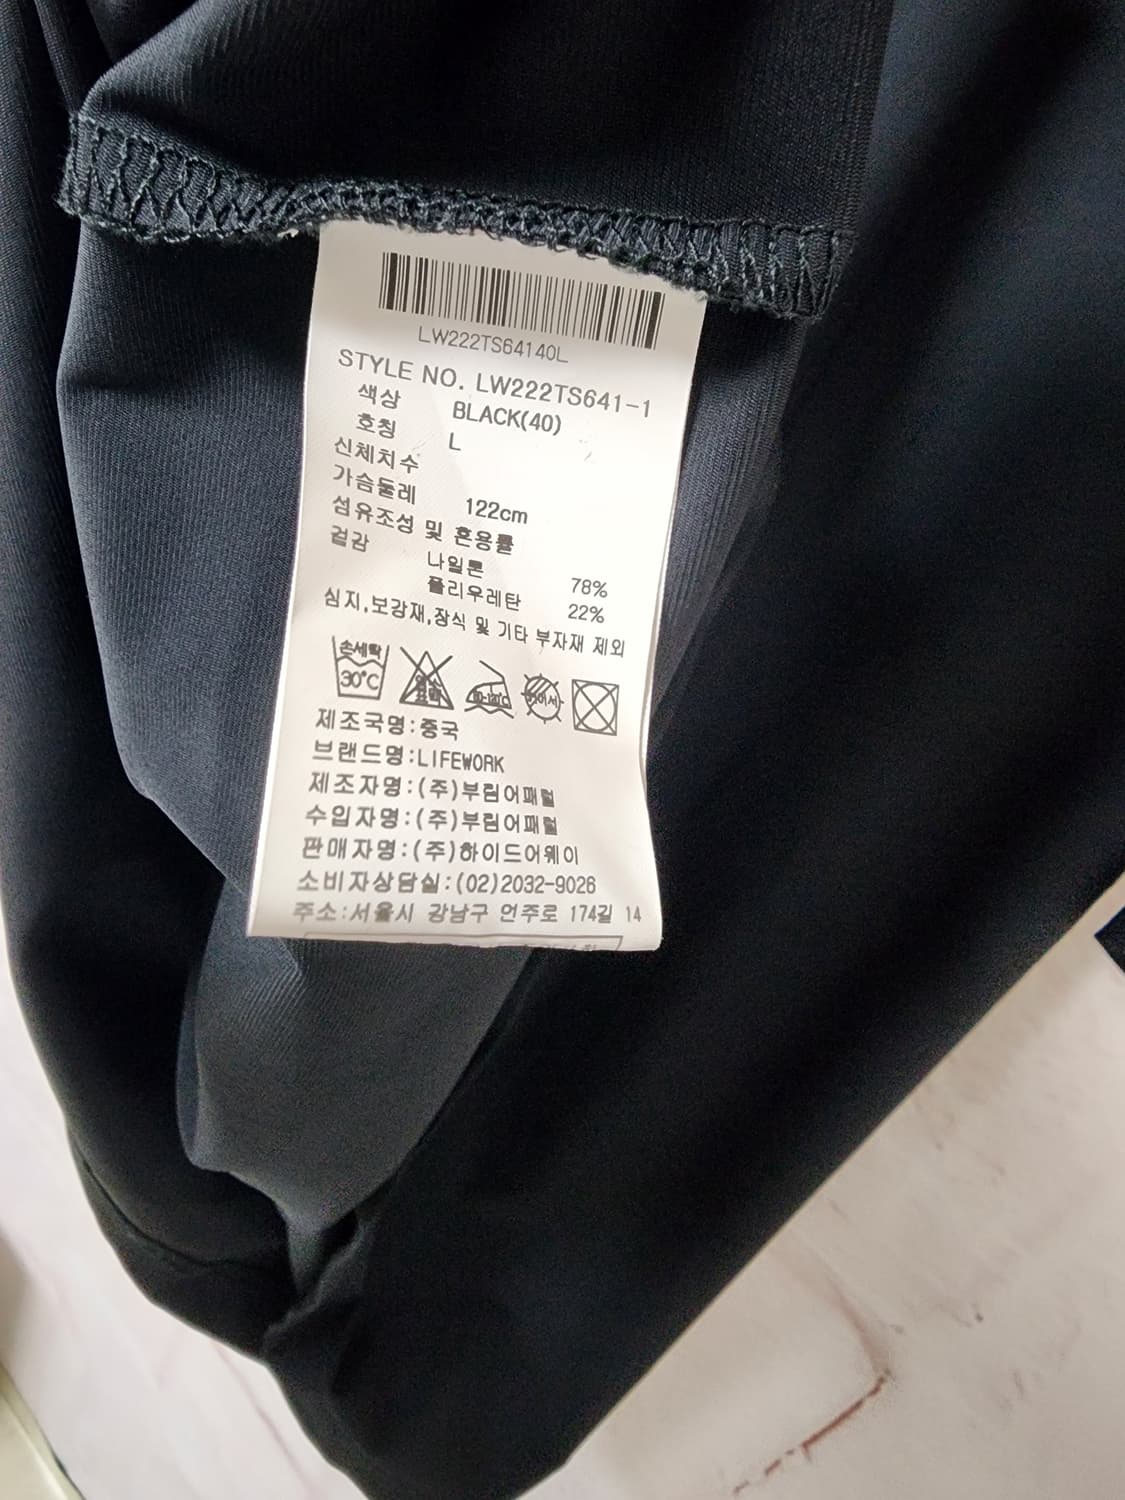 LW222TS64140L
STYLE NO. LW222TS641-1
색상 BLACK(40)
호칭 L
신체치수
가슴둘레 122cm
섬유조성 및 혼용률
겉감 나일론 78%
폴리우레탄 22%
심지,보강재,장식 및 기타 부자재 제외
손세탁
30°C
제조국명:중국
브랜드명:LIFEWORK
제조자명:(주)부림어패럴
수입자명:(주)부림어패럴
판매자명:(주)하이드어웨이
소비자상담실:(02)2032-9026
주소:서울시 강남구 언주로 174길 14